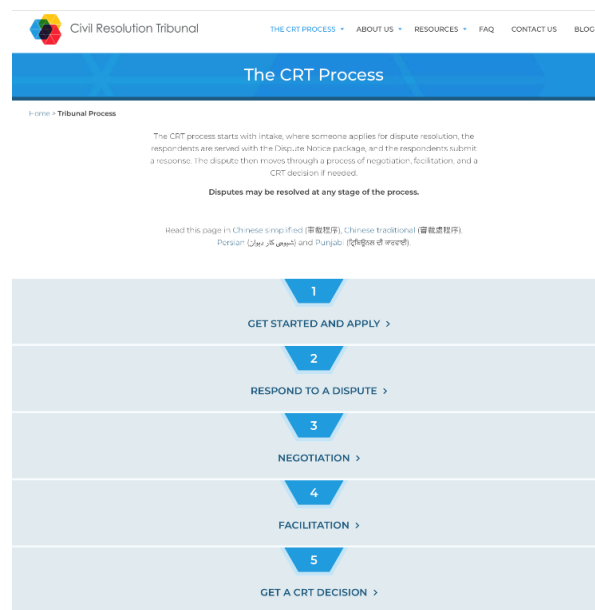 Civil Resolution Tribunal
THE CRT PROCESS ABOUT US RESOURCES FAQ CONTACT US BLOG
The CRT Process
Home > Tribunal Process
The CRT process starts with intake, where someone applies for dispute resolution, the
respondents are served with the Dispute Notice package, and the respondents submit
a response. The dispute then moves through a process of negotiation, facilitation, and a
CRT decision if needed.
Disputes may be resolved at any stage of the process.
Read this page in Chinese simplified (审裁程序), Chinese traditional (審裁處程序),
Persian (شیوهی کار دیوان) and Punjabi (ਟ੍ਰਿਬਿਊਨਲ ਦੀ ਕਾਰਵਾਈ).
1
GET STARTED AND APPLY >
2
RESPOND TO A DISPUTE >
3
NEGOTIATION >
4
FACILITATION >
5
GET A CRT DECISION >